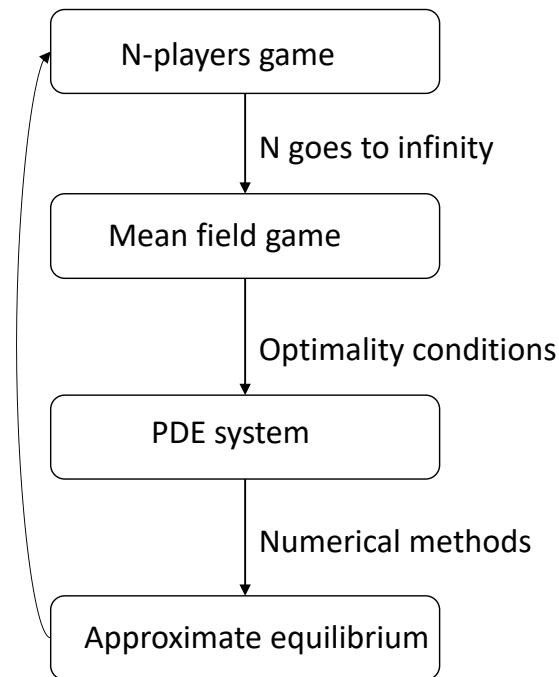 N-players game
N goes to infinity
Mean field game
Optimality conditions
PDE system
Numerical methods
Approximate equilibrium